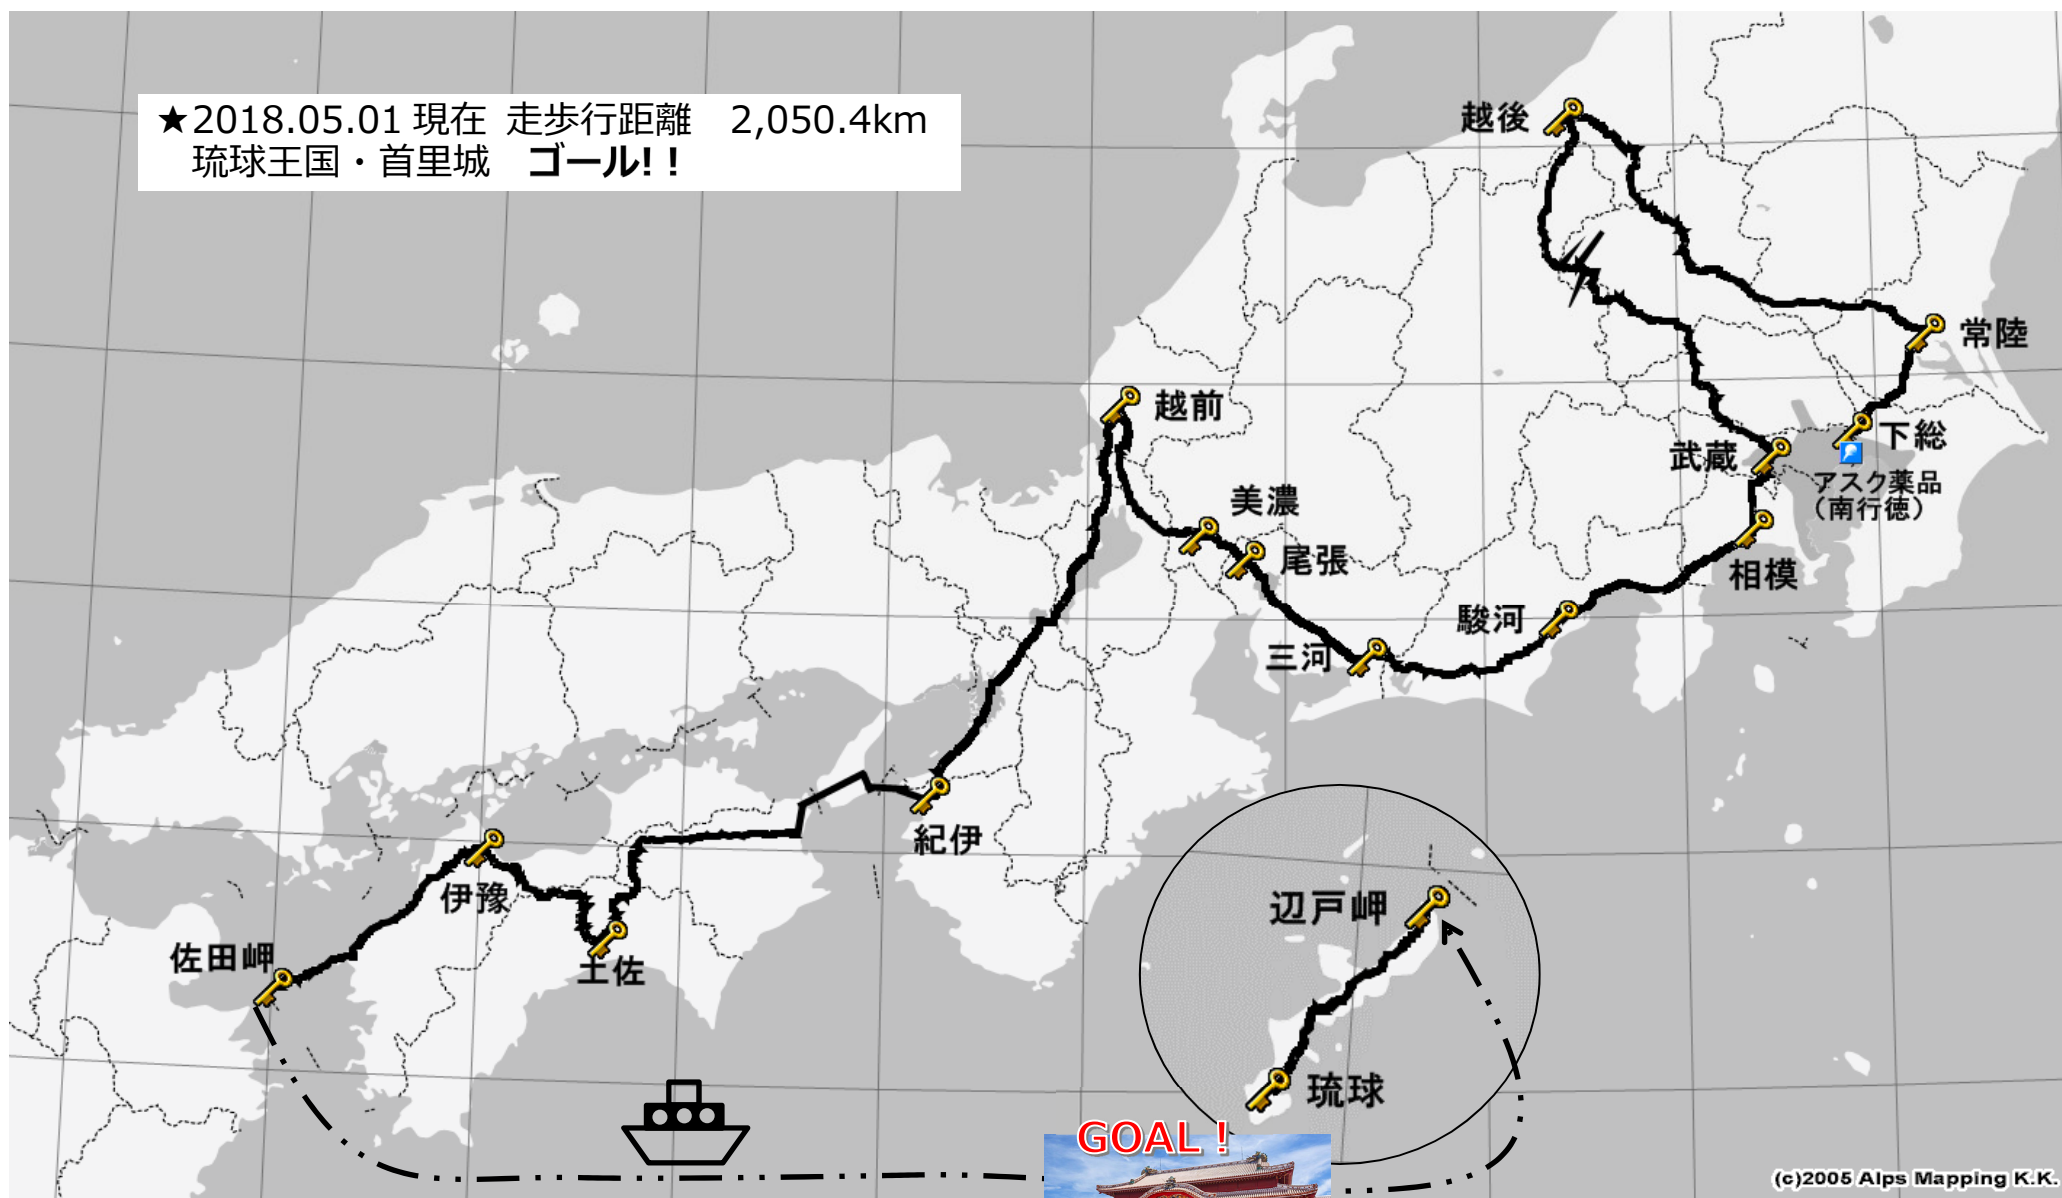 ★2018.05.01 現在 走歩行距離 2,050.4km
琉球王国・首里城 ゴール!!
越後
常陸
越前
下総
武蔵
アスク薬品
(南行徳)
美濃
尾張
相模
駿河
三河
紀伊
伊豫
辺戸岬
佐田岬
土佐
琉球
GOAL!
(c)2005 Alps Mapping K.K.